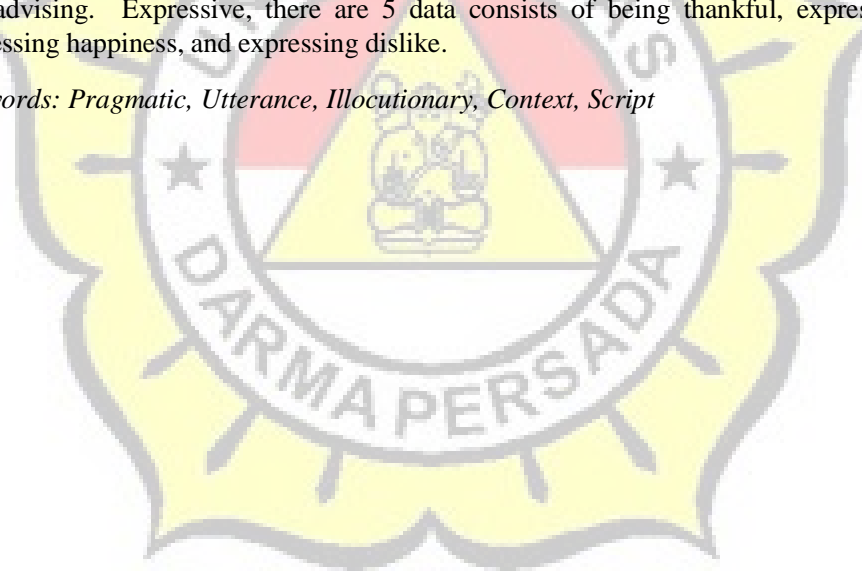 advising. Expressive, there are 5 data consists of being thankful, expres
essing happiness, and expressing dislike.
ords: Pragmatic, Utterance, Illocutionary, Context, Script
DARMA PERSADA